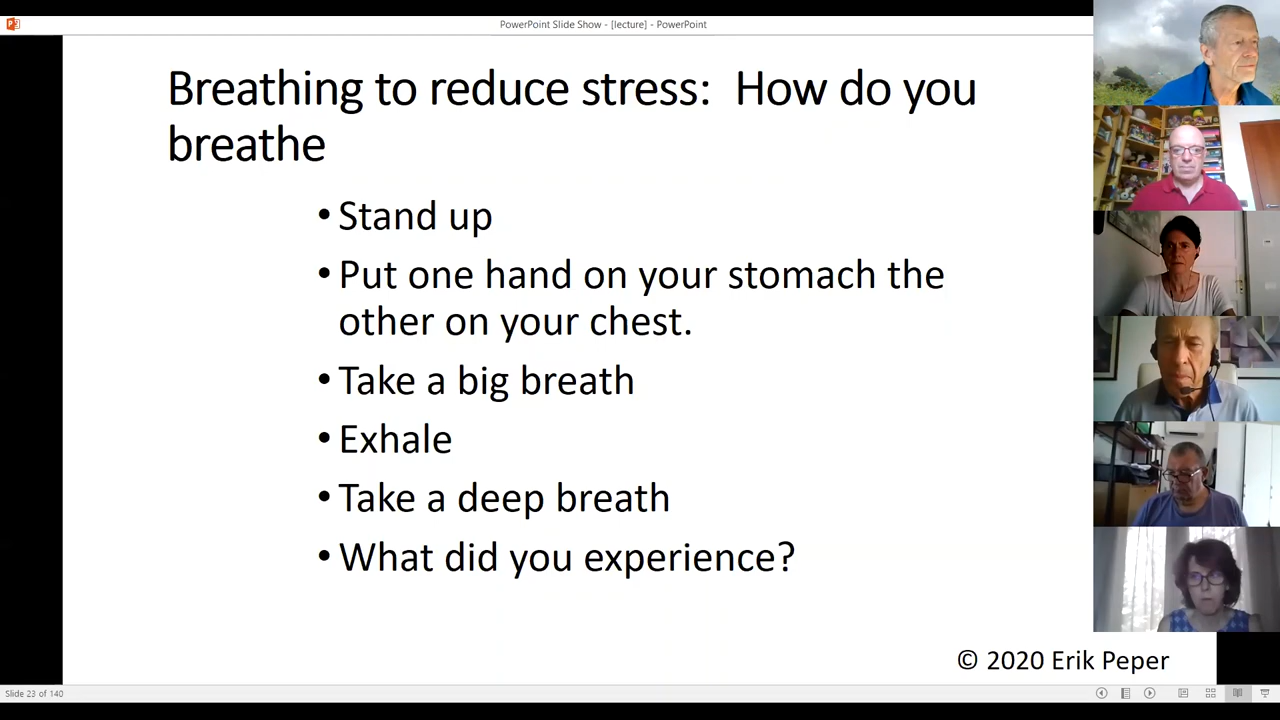 PowerPoint Slide Show - [lecture] - PowerPoint
Breathing to reduce stress:  How do you
breathe
• Stand up
• Put one hand on your stomach the
other on your chest.
• Take a big breath
• Exhale
• Take a deep breath
• What did you experience?
© 2020 Erik Peper
Slide 23 of 140